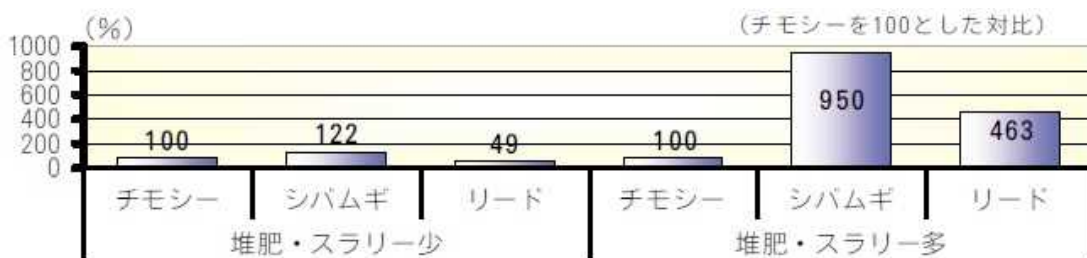 (%)
(チモシーを100とした対比)
1000
800
600
400
200
0
100
122
49
100
950
463
チモシー
シバムギ
リード
チモシー
シバムギ
リード
堆肥・スラリー少
堆肥・スラリー多